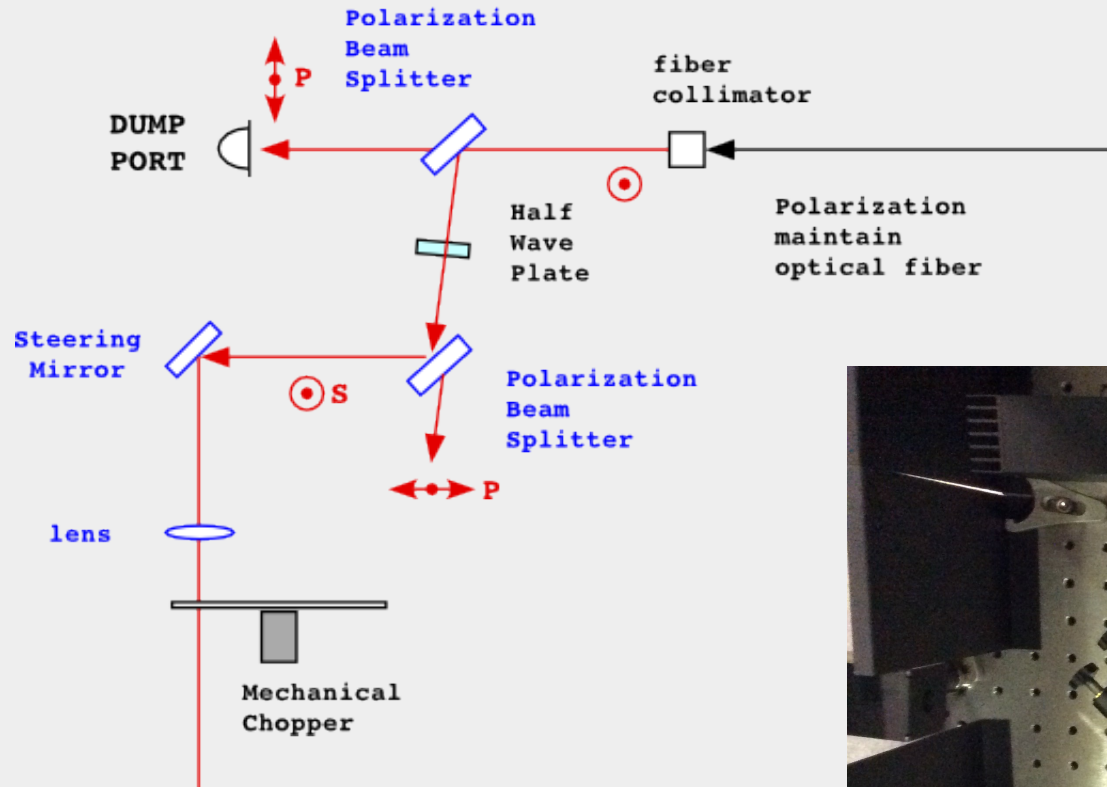 Polarization
Beam
Splitter
P
DUMP
PORT
fiber
collimator
Half
Wave
Plate
Polarization
maintain
optical fiber
Steering
Mirror
S
Polarization
Beam
Splitter
P
lens
Mechanical
Chopper